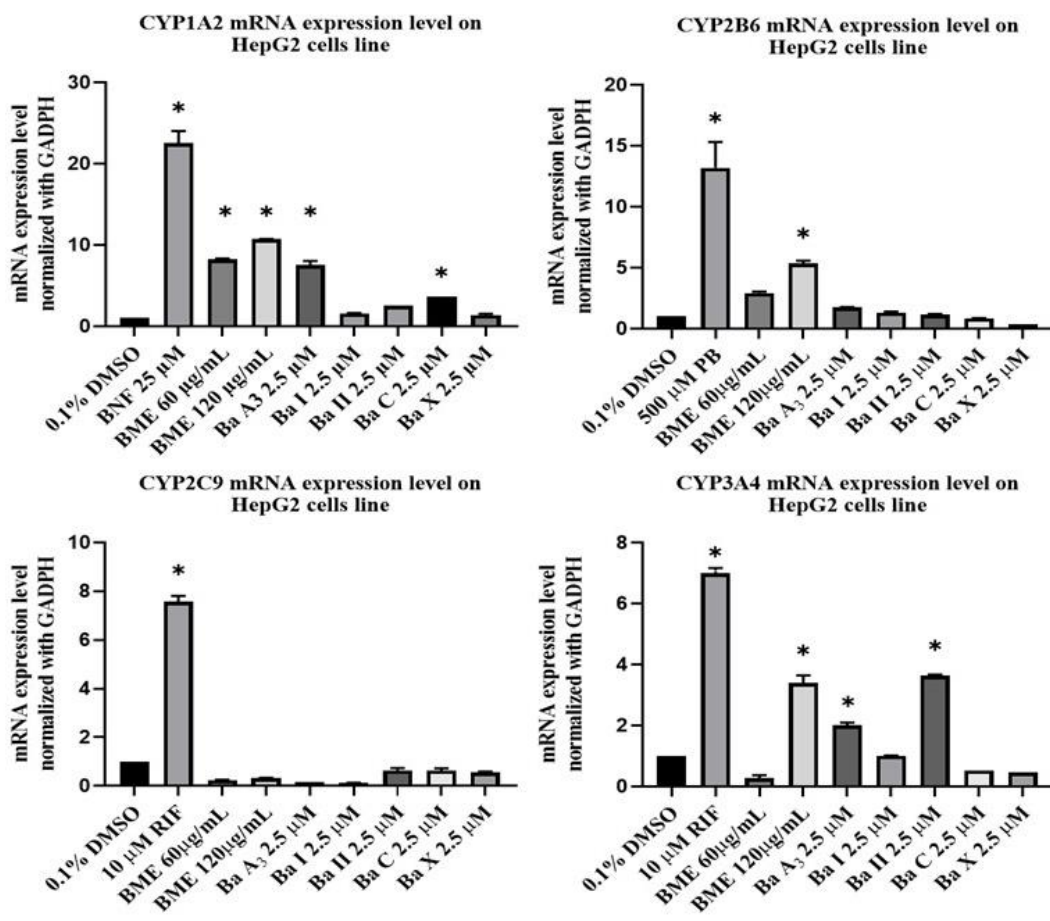 CYP1A2 mRNA expression level on
HepG2 cells line
mRNA expression level
normalized with GADPH
30
20
10
0
*
*
*
*
*
0.1% DMSO
BNF 25 µM
BME 60 µg/mL
BME 120 µg/mL
Ba A3 2.5 µM
Ba I 2.5 µM
Ba II 2.5 µM
Ba C 2.5 µM
Ba X 2.5 µM
CYP2B6 mRNA expression level on
HepG2 cells line
mRNA expression level
normalized with GADPH
20
15
10
5
0
*
*
0.1% DMSO
500 µM PB
BME 60µg/mL
BME 120µg/mL
Ba A₃ 2.5 µM
Ba I 2.5 µM
Ba II 2.5 µM
Ba C 2.5 µM
Ba X 2.5 µM
CYP2C9 mRNA expression level on
HepG2 cells line
mRNA expression level
normalized with GADPH
10
8
6
4
2
0
*
0.1% DMSO
10 µM RIF
BME 60µg/mL
BME 120µg/mL
Ba A₃ 2.5 µM
Ba I 2.5 µM
Ba II 2.5 µM
Ba C 2.5 µM
Ba X 2.5 µM
CYP3A4 mRNA expression level on
HepG2 cells line
mRNA expression level
normalized with GADPH
8
6
4
2
0
*
*
*
*
0.1% DMSO
10 µM RIF
BME 60µg/mL
BME 120µg/mL
Ba A₃ 2.5 µM
Ba I 2.5 µM
Ba II 2.5 µM
Ba C 2.5 µM
Ba X 2.5 µM